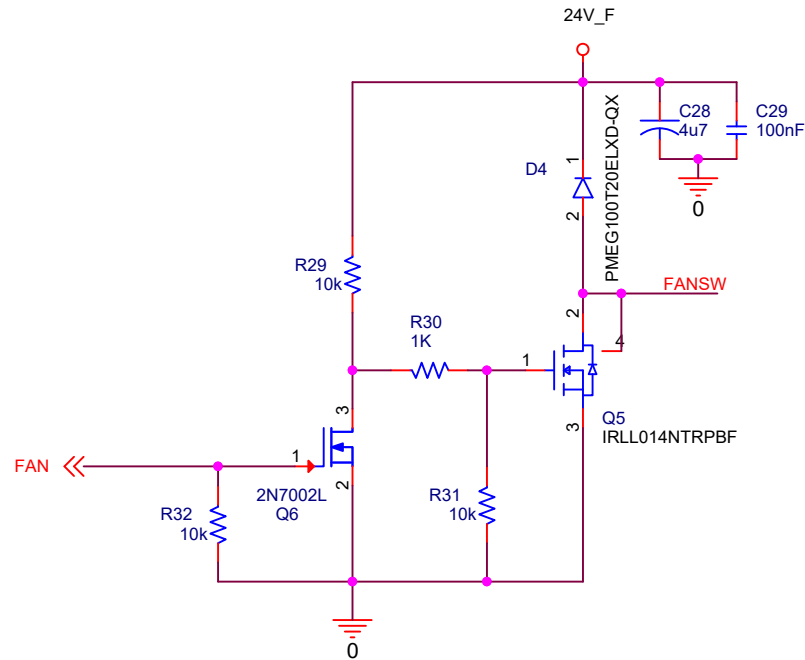 24V_F
C28
4u7
C29
100nF
PMEG100T20ELXD-QX
1
D4
2
0
R29
10k
FANSW
R30
1K
2
4
1
3
Q5
IRLL014NTRPBF
3
1
2
FAN
2N7002L
Q6
R32
10k
R31
10k
0